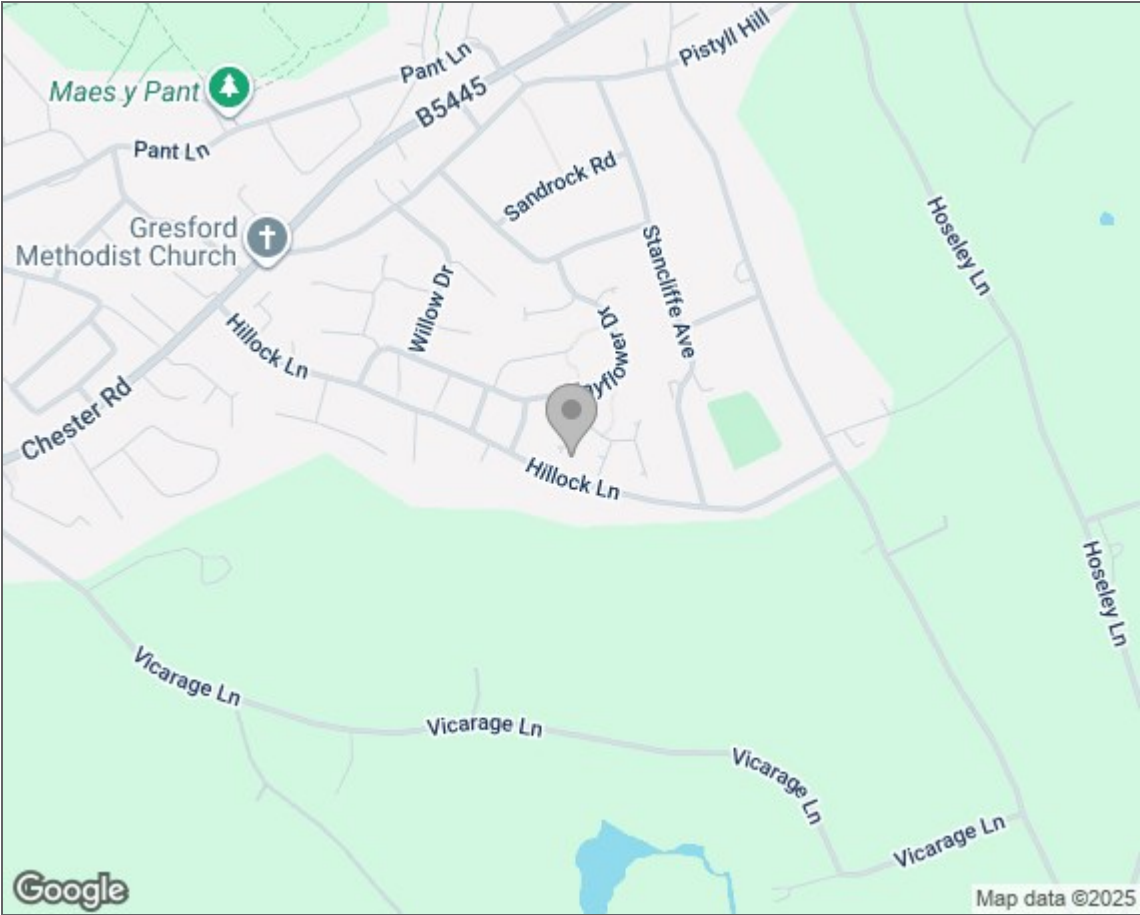 Pistyll Hill
Pant Ln
B5445
Maes y Pant
Pant Ln
Sandrock Rd
Gresford
Methodist Church
Hoseley Ln
Stancliffe Ave
Willow Dr
Hillock Ln
Chester Rd
Hillock Ln
Hoseley Ln
Vicarage Ln
Vicarage Ln
Vicarage Ln
Vicarage Ln
Google
Map data ©2025